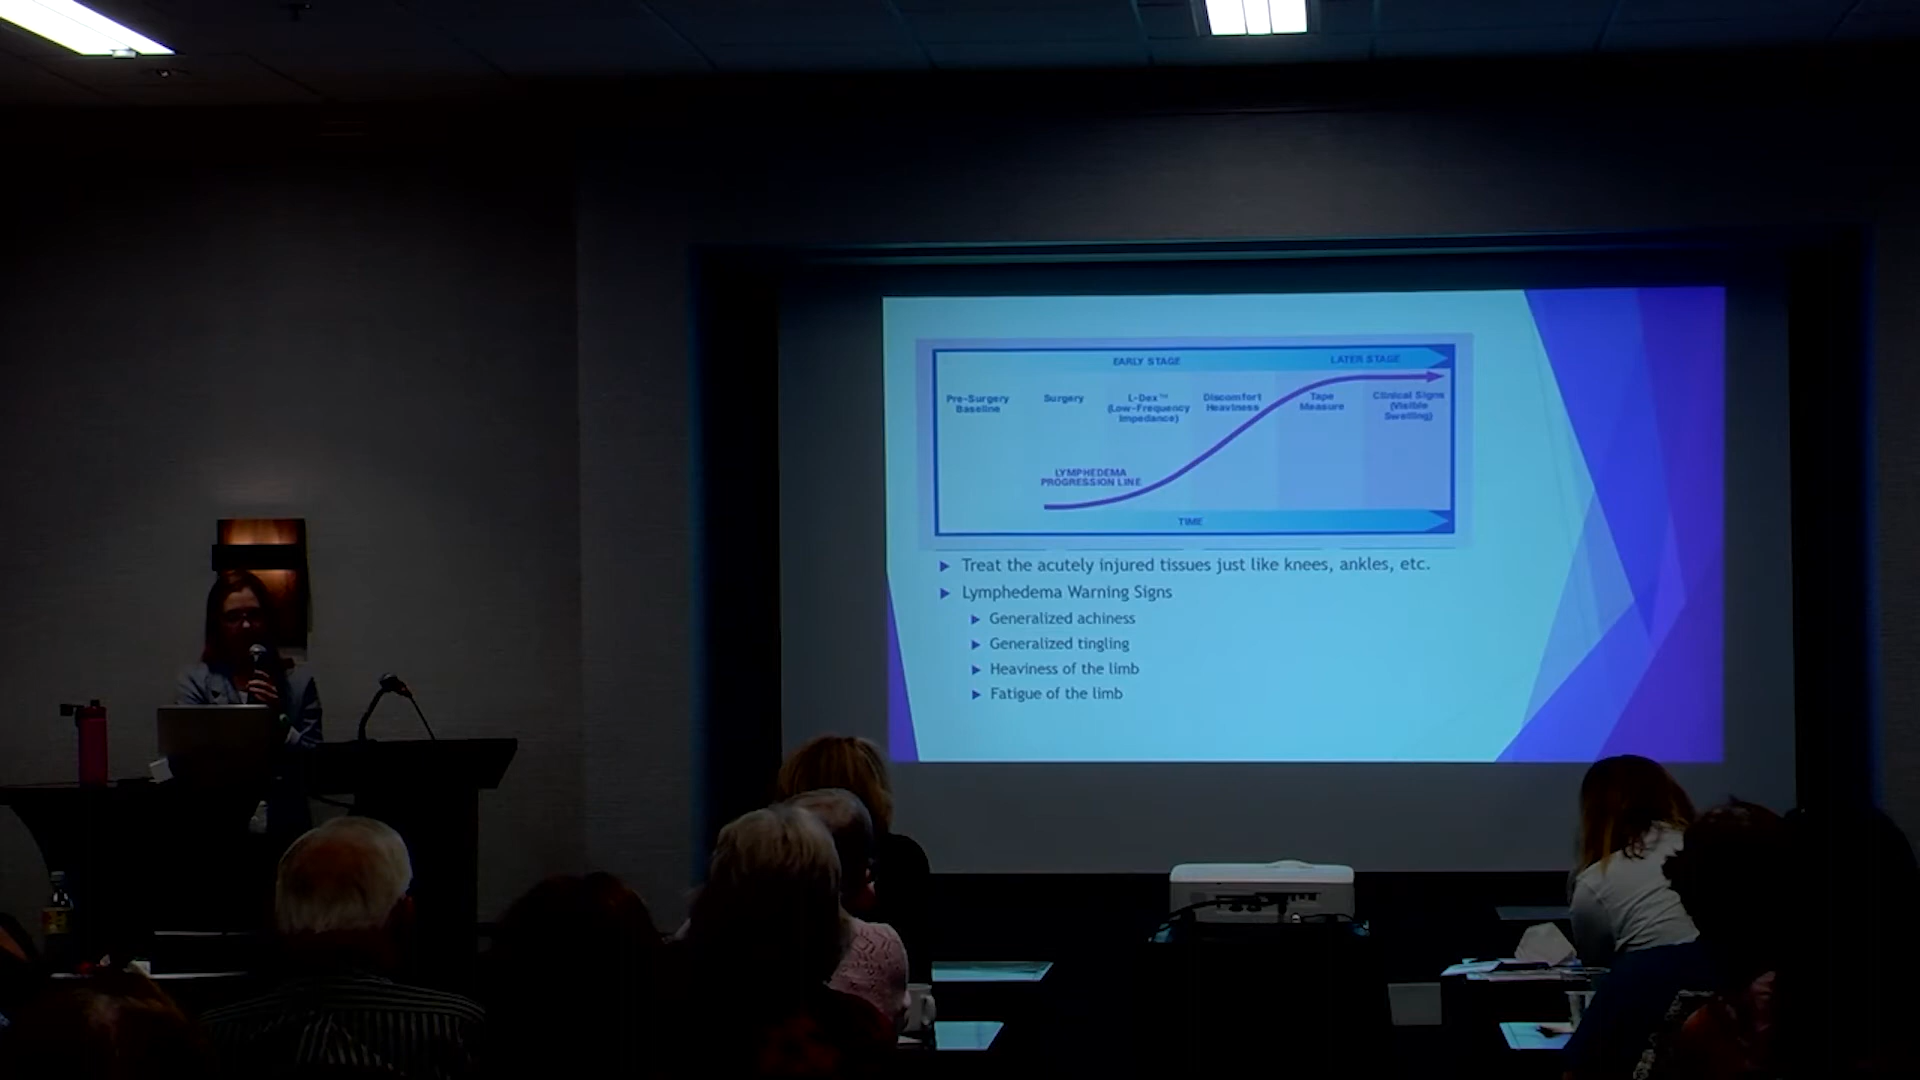 EARLY STAGE
LATER STAGE
Pre-Surgery
Baseline
Surgery
L-Dex™
(Low-Frequency
Impedance)
Discomfort
Heaviness
Tape
Measure
Clinical Signs
(Visible
Swelling)
LYMPHEDEMA
PROGRESSION LINE
TIME
Treat the acutely injured tissues just like knees, ankles, etc.
Lymphedema Warning Signs
Generalized achiness
Generalized tingling
Heaviness of the limb
Fatigue of the limb